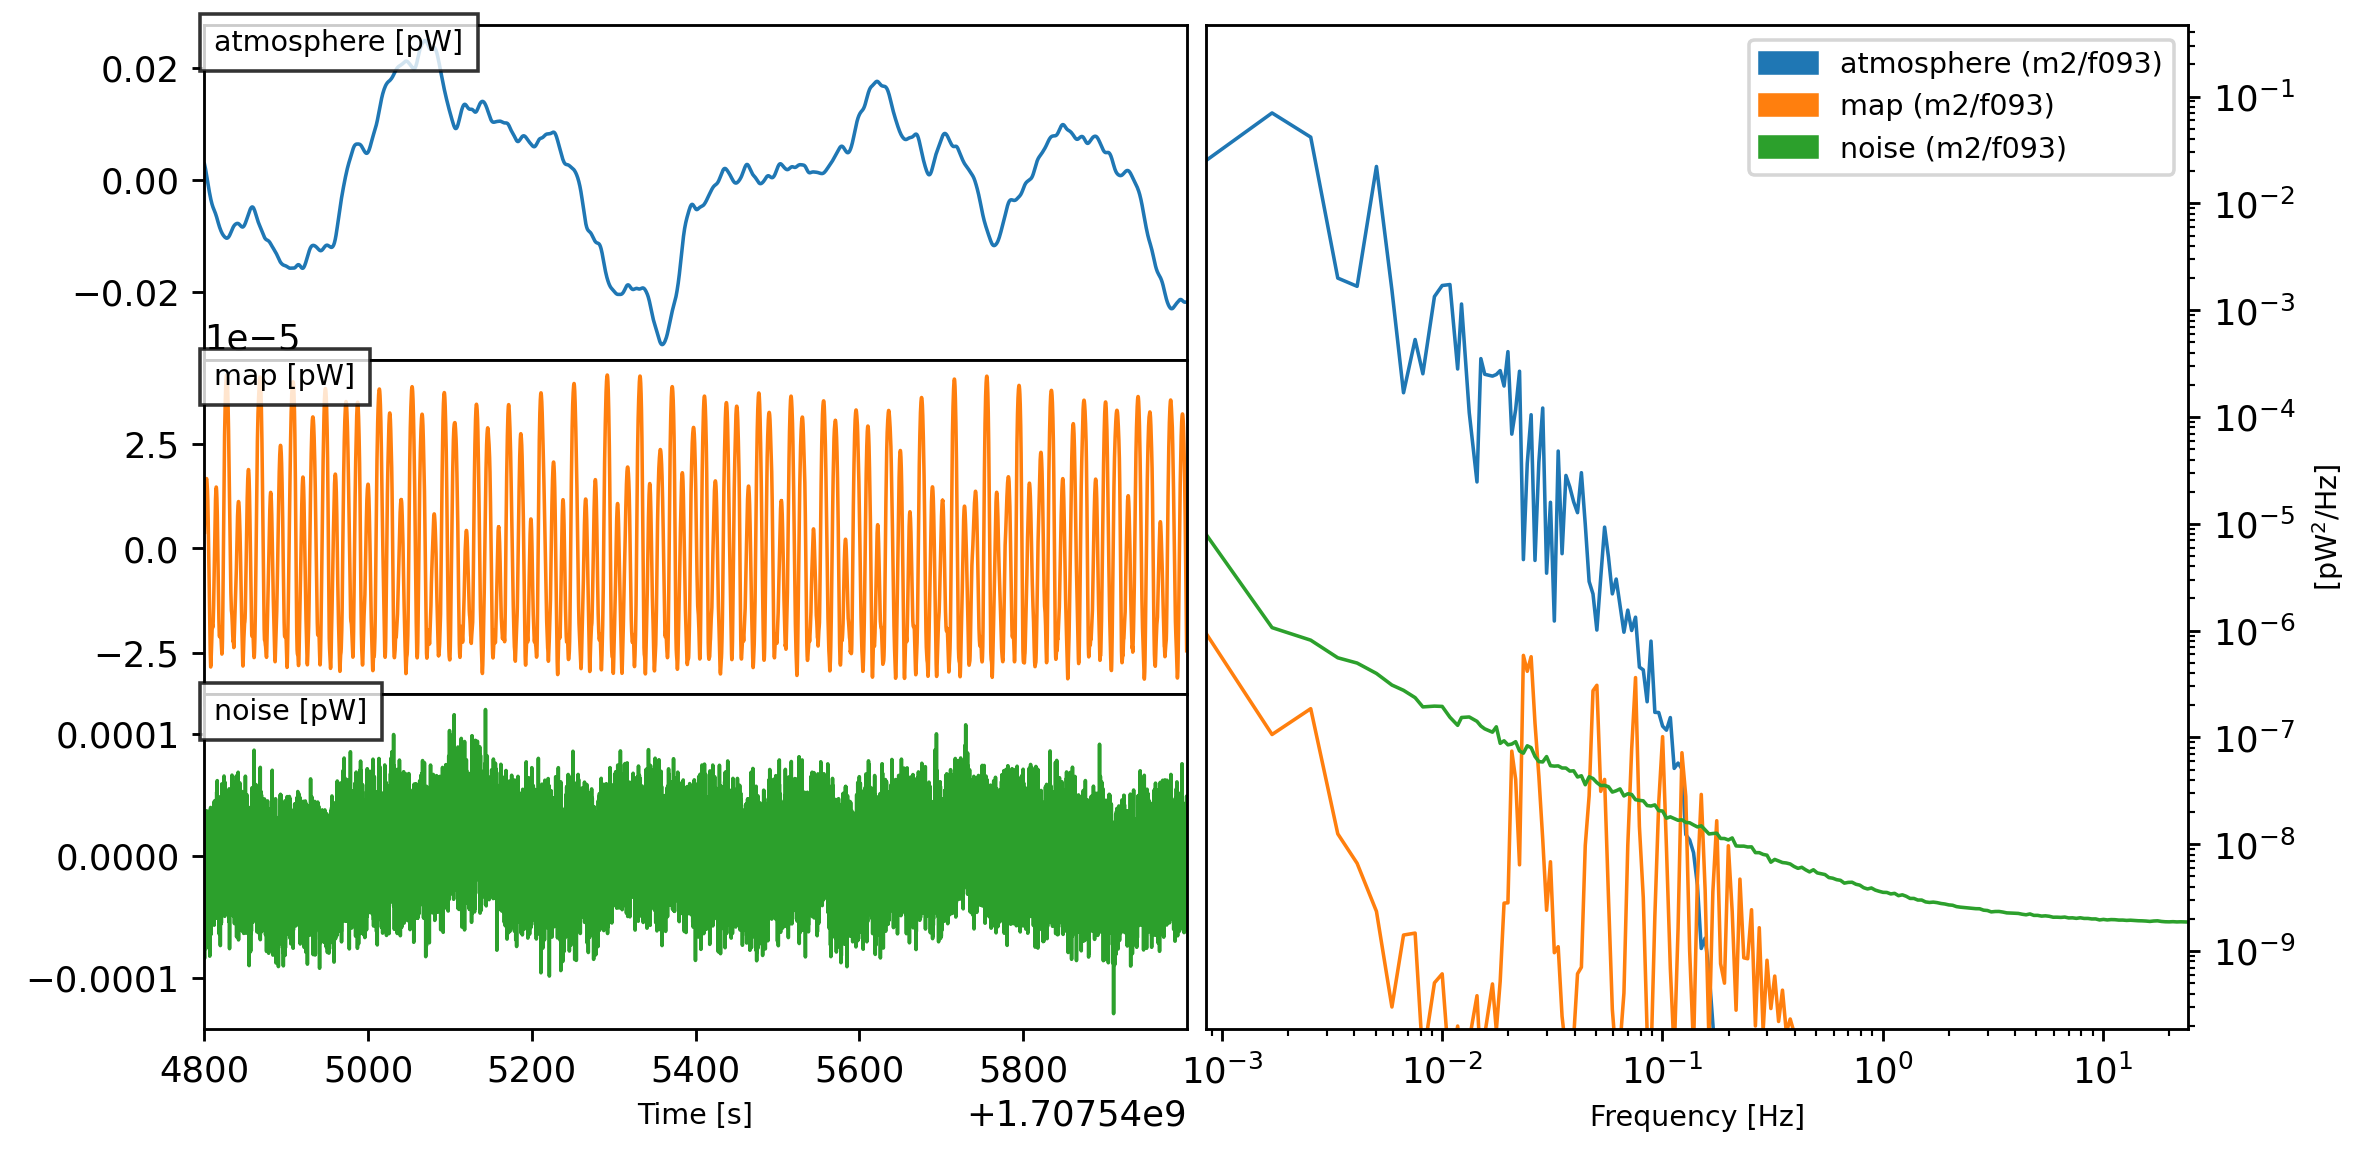 atmosphere [pW]
0.02
0.00
−0.02
1e−5
map [pW]
2.5
0.0
−2.5
noise [pW]
0.0001
0.0000
−0.0001
4800 5000 5200 5400 5600 5800
Time [s]
+1.70754e9
atmosphere (m2/f093)
map (m2/f093)
noise (m2/f093)
10⁻¹
10⁻²
10⁻³
10⁻⁴
10⁻⁵
10⁻⁶
10⁻⁷
10⁻⁸
10⁻⁹
[pW²/Hz]
10⁻³ 10⁻² 10⁻¹ 10⁰ 10¹
Frequency [Hz]